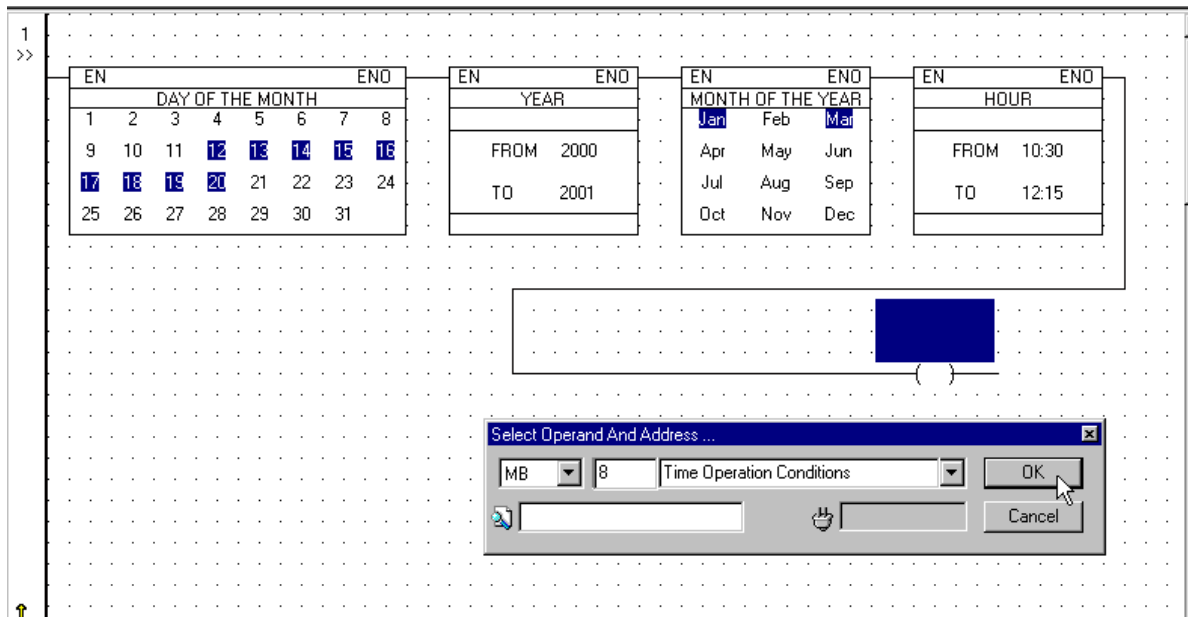 1
>>
EN ENO EN ENO EN ENO EN ENO
DAY OF THE MONTH YEAR MONTH OF THE YEAR HOUR
1 2 3 4 5 6 7 8 Jan Feb Mar
9 10 11 12 13 14 15 16 FROM 2000 Apr May Jun FROM 10:30
17 18 19 20 21 22 23 24 TO 2001 Jul Aug Sep TO 12:15
25 26 27 28 29 30 31 Oct Nov Dec
( )
Select Operand And Address ...
MB 8 Time Operation Conditions OK
Cancel